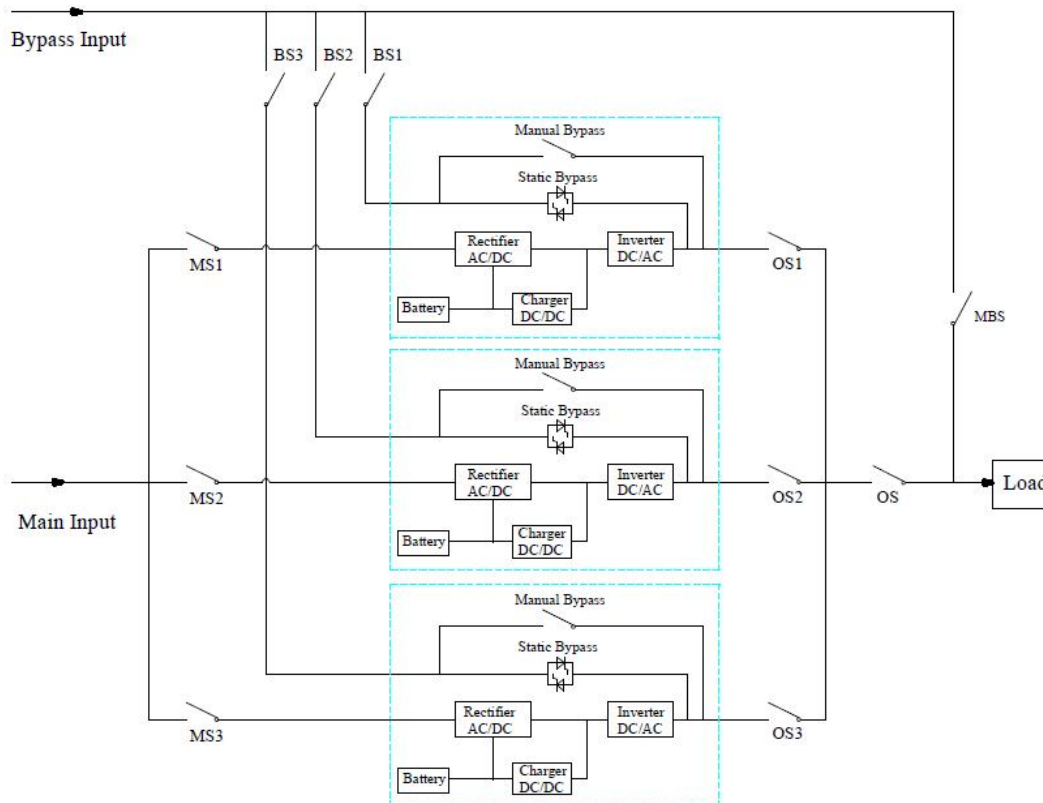 Bypass Input
BS3
BS2
BS1
Manual Bypass
Static Bypass
MS1
Rectifier
AC/DC
Inverter
DC/AC
OS1
Battery
Charger
DC/DC
MBS
Manual Bypass
Static Bypass
Main Input
MS2
Rectifier
AC/DC
Inverter
DC/AC
OS2
OS
Load
Battery
Charger
DC/DC
Manual Bypass
Static Bypass
MS3
Rectifier
AC/DC
Inverter
DC/AC
OS3
Battery
Charger
DC/DC